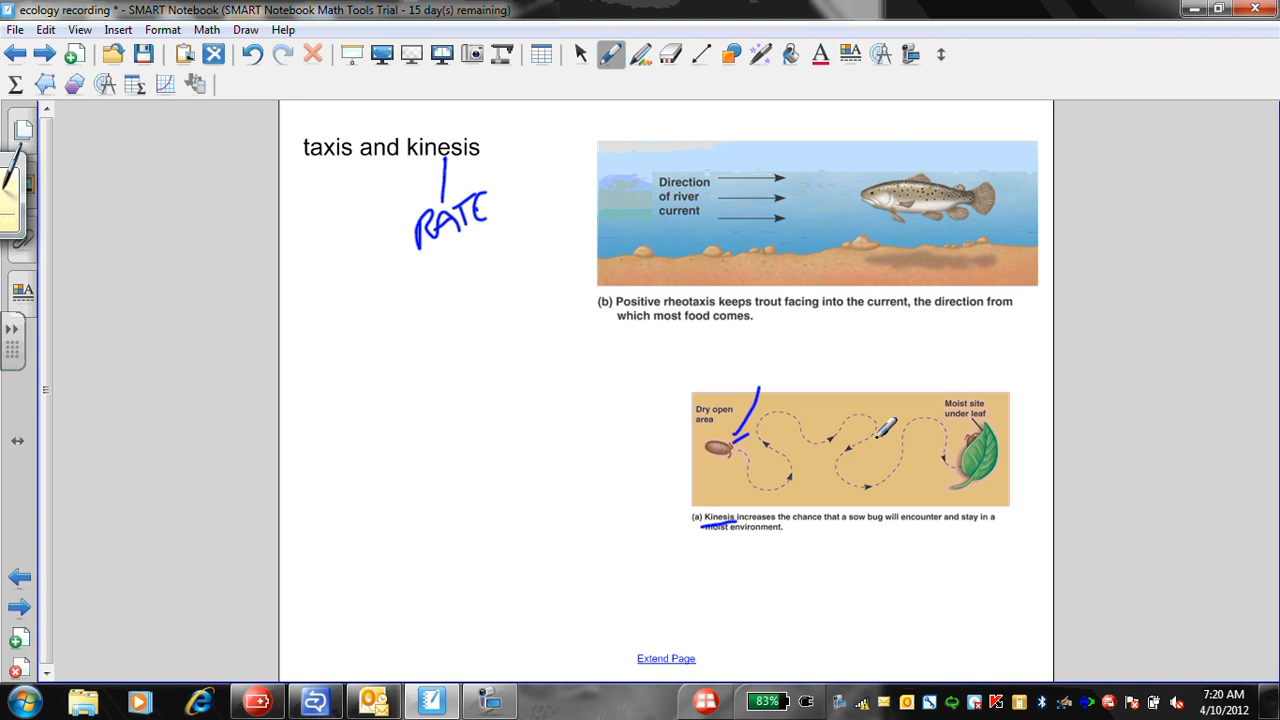 ecology recording * - SMART Notebook (SMART Notebook Math Tools Trial - 15 day(s) remaining)
File Edit View Insert Format Math Draw Help
taxis and kinesis
RATE
Direction
of river
current
(b) Positive rheotaxis keeps trout facing into the current, the direction from
which most food comes.
Dry open
area
Moist site
under leaf
(a) Kinesis increases the chance that a sow bug will encounter and stay in a
moist environment.
Extend Page
83%
7:20 AM
4/10/2012